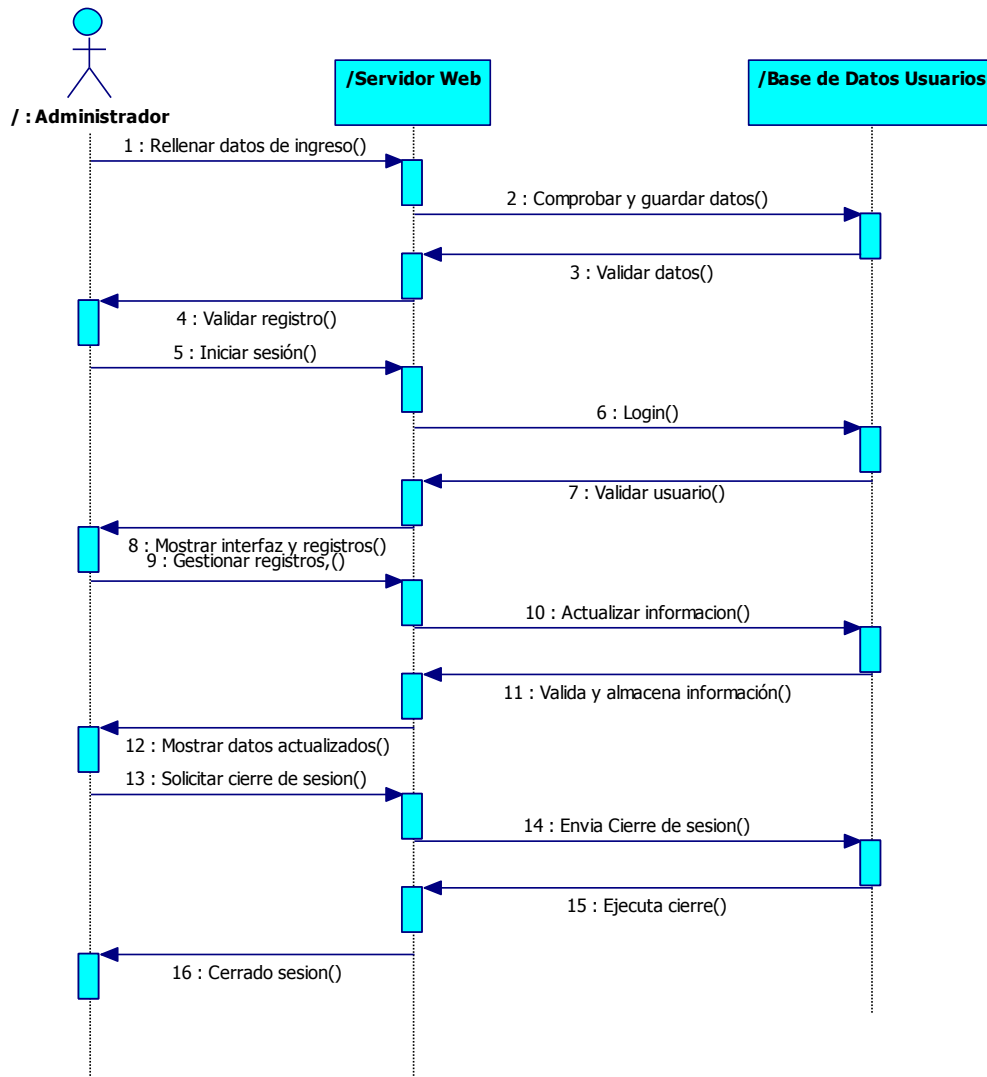 /Servidor Web
/Base de Datos Usuarios
/ : Administrador
1 : Rellenar datos de ingreso()
2 : Comprobar y guardar datos()
3 : Validar datos()
4 : Validar registro()
5 : Iniciar sesión()
6 : Login()
7 : Validar usuario()
8 : Mostrar interfaz y registros()
9 : Gestionar registros,()
10 : Actualizar informacion()
11 : Valida y almacena información()
12 : Mostrar datos actualizados()
13 : Solicitar cierre de sesion()
14 : Envia Cierre de sesion()
15 : Ejecuta cierre()
16 : Cerrado sesion()